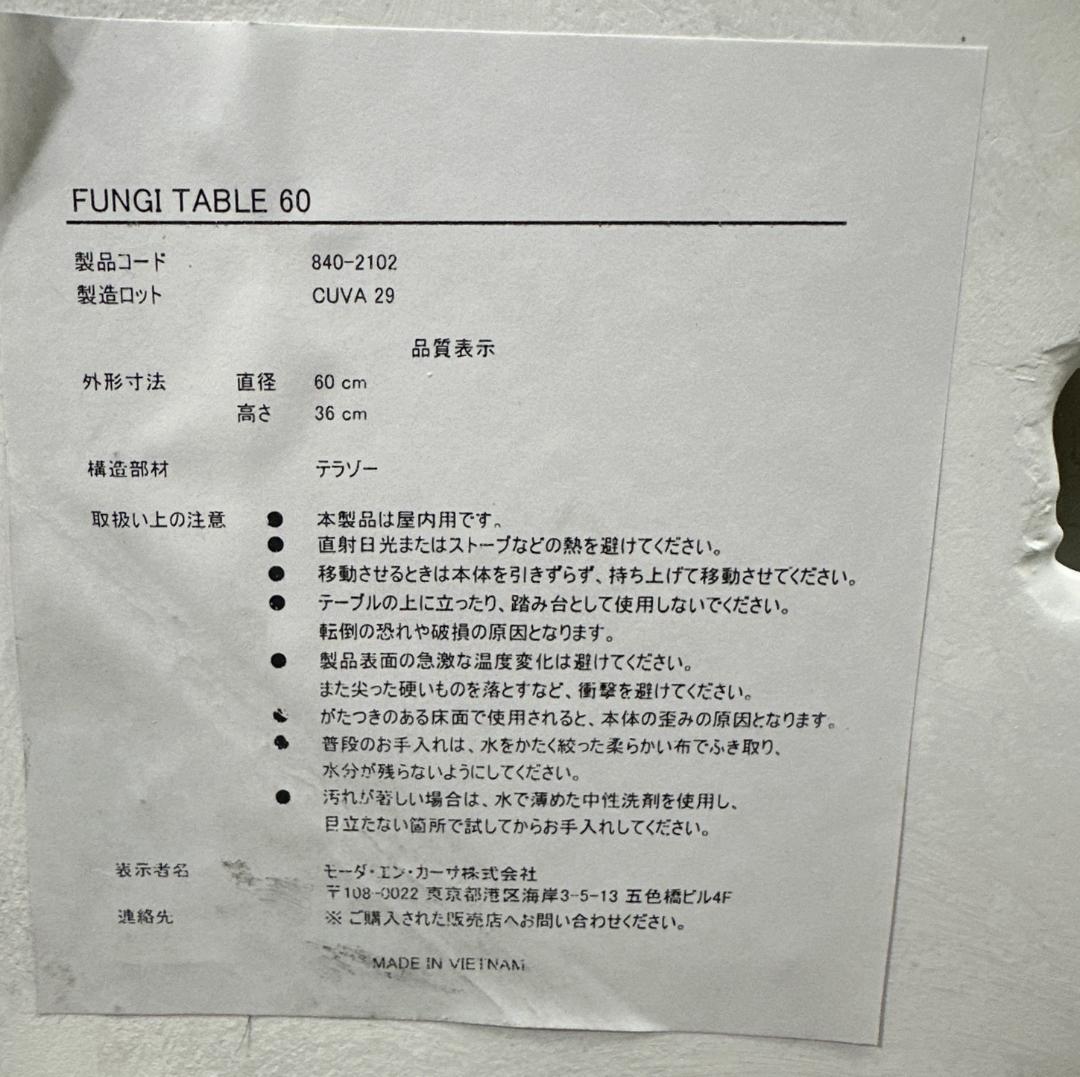 FUNGI TABLE 60
製品コード 840-2102
製造ロット CUVA 29
品質表示
外形寸法 直径 60 cm
高さ 36 cm
構造部材 テラゾー
取扱い上の注意 ● 本製品は屋内用です。
● 直射日光またはストーブなどの熱を避けてください。
● 移動させるときは本体を引きずらず、持ち上げて移動させてください。
● テーブルの上に立ったり、踏み台として使用しないでください。
転倒の恐れや破損の原因となります。
● 製品表面の急激な温度変化は避けてください。
また尖った硬いものを落とすなど、衝撃を避けてください。
● がたつきのある床面で使用されると、本体の歪みの原因となります。
● 普段のお手入れは、水をかたく絞った柔らかい布でふき取り、
水分が残らないようにしてください。
● 汚れが著しい場合は、水で薄めた中性洗剤を使用し、
目立たない箇所で試してからお手入れしてください。
表示者名 モーダ・エン・カーサ株式会社
〒108-0022 東京都港区海岸3-5-13 五色橋ビル4F
連絡先 ※ ご購入された販売店へお問い合わせください。
MADE IN VIETNAM